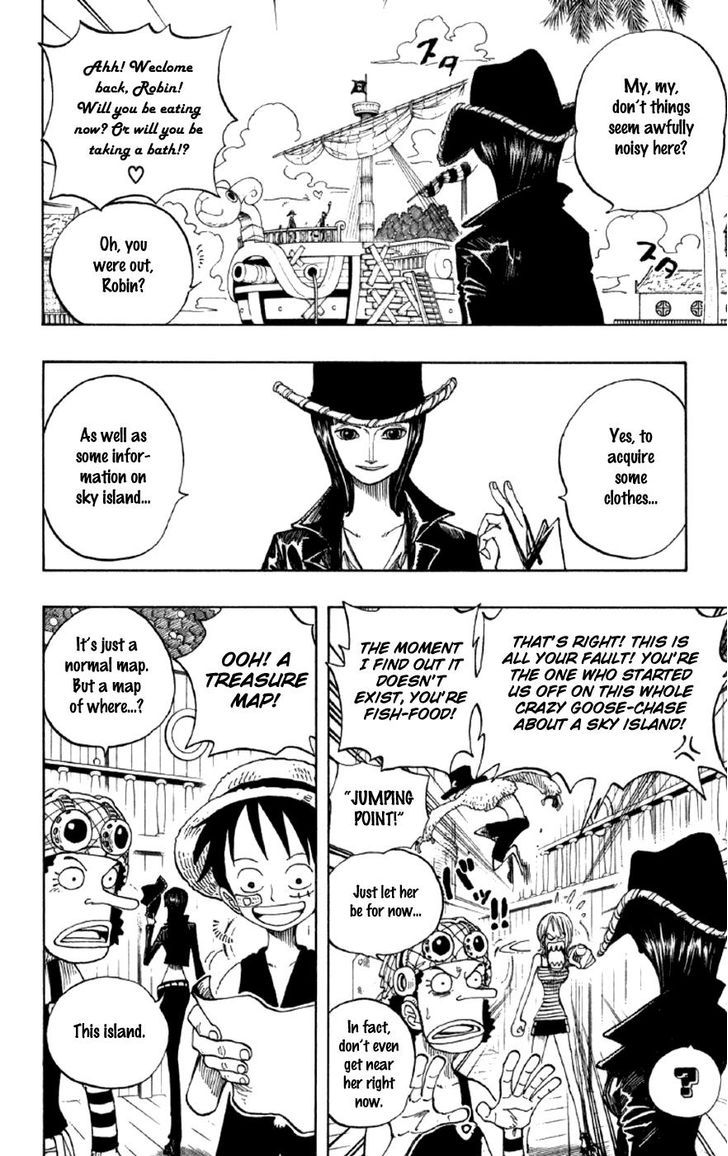 My, my,
don't things
seem awfully
noisy here?
ズタ
ズタ
Ahh! Weclome
back, Robin!
Will you be eating
now? Or will you be
taking a bath!?
♡
Oh, you
were out,
Robin?
Yes, to
acquire
some
clothes...
As well as
some infor-
mation on
sky island...
THAT'S RIGHT! THIS IS
ALL YOUR FAULT! YOU'RE
THE ONE WHO STARTED
US OFF ON THIS WHOLE
CRAZY GOOSE-CHASE
ABOUT A SKY ISLAND!
THE MOMENT
I FIND OUT IT
DOESN'T
EXIST, YOU'RE
FISH-FOOD!
"JUMPING
POINT!"
Just let her
be for now...
In fact,
don't even
get near
her right
now.
!!
?
OOH! A
TREASURE
MAP!
It's just a
normal map.
But a map
of where...?
This island.